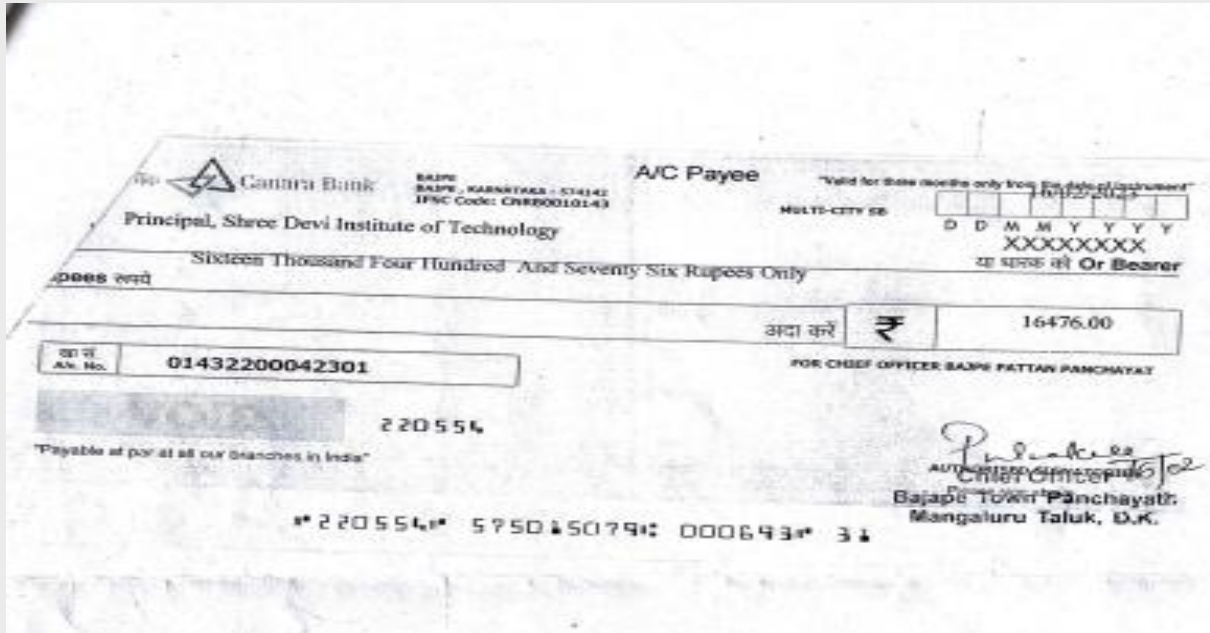 Canara Bank
BAJPE
BAJPE, KARNATAKA - 574142
IFSC Code: CNRB0010143
A/C Payee
"Valid for three months only from the date of instrument"
MULTI-CITY SB
D D M M Y Y Y Y
XXXXXXXX
या धारक को Or Bearer
Principal, Shree Devi Institute of Technology
Sixteen Thousand Four Hundred And Seventy Six Rupees Only
रुपये
अदा करें
₹
16476.00
खा सं.
A/c. No.
01432200042301
FOR CHIEF OFFICER BAJPE PATTAN PANCHAYAT
VOID
220554
"Payable at par at all our branches in India"
Chief Officer
Bajape Town Panchayath
Mangaluru Taluk, D.K.
⑈220554⑈ 575015079⑆ 000693⑈ 31